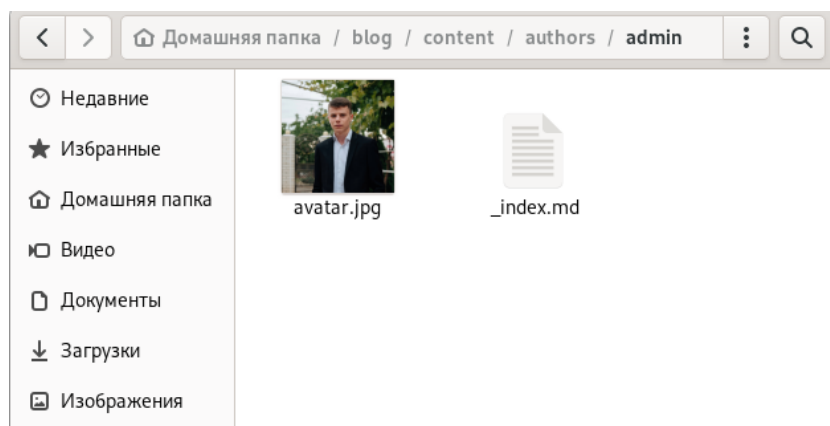 Домашняя папка / blog / content / authors / admin
Недавние
Избранные
Домашняя папка
Видео
Документы
Загрузки
Изображения
avatar.jpg
_index.md